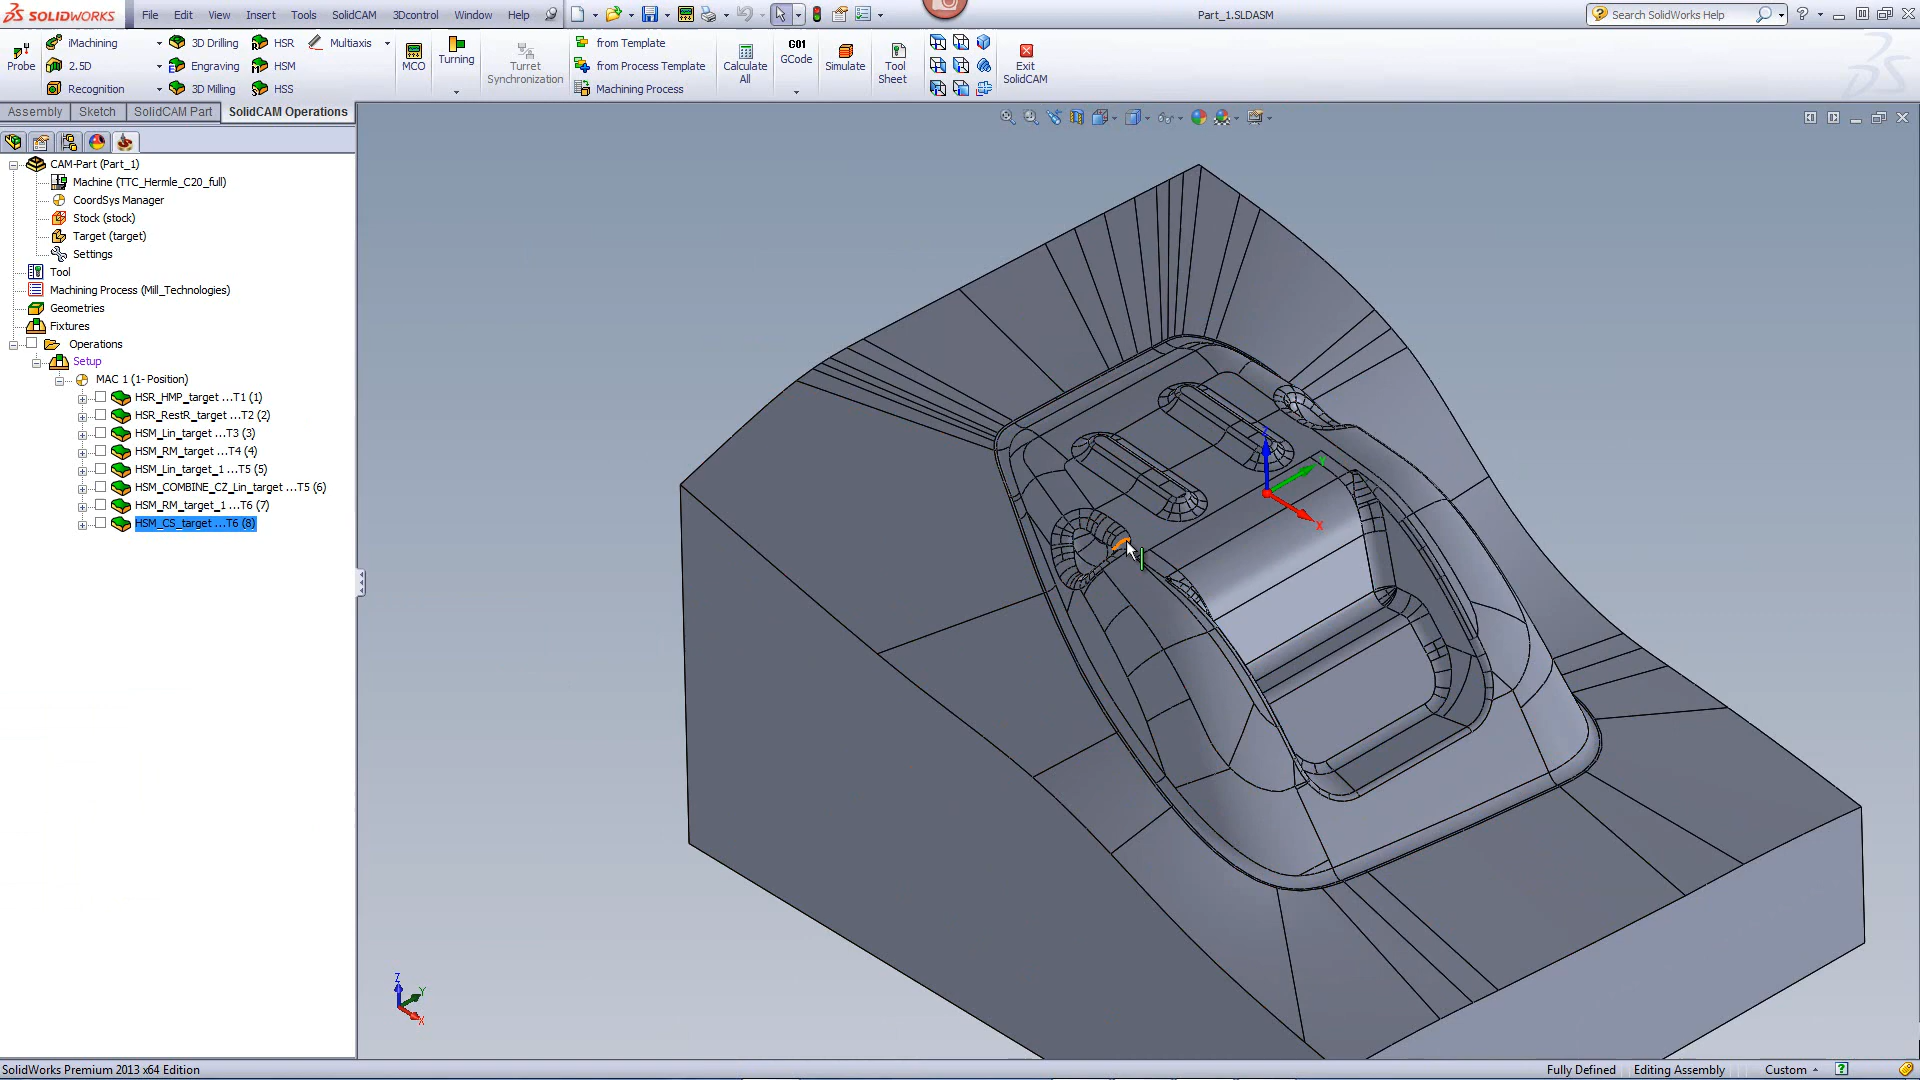 SOLIDWORKS File Edit View Insert Tools SolidCAM 3Dcontrol Window Help Part_1.SLDASM Search SolidWorks Help
iMachining 3D Drilling HSR Multiaxis from Template
Probe 2.5D Engraving HSM MCO Turning Turret Synchronization from Process Template Calculate All G01 GCode Simulate Tool Sheet Exit SolidCAM
Recognition 3D Milling HSS Machining Process
Assembly Sketch SolidCAM Part SolidCAM Operations
CAM-Part (Part_1)
Machine (TTC_Hermle_C20_full)
CoordSys Manager
Stock (stock)
Target (target)
Settings
Tool
Machining Process (Mill_Technologies)
Geometries
Fixtures
Operations
Setup
MAC 1 (1- Position)
HSR_HMP_target ...T1 (1)
HSR_RestR_target ...T2 (2)
HSM_Lin_target ...T3 (3)
HSM_RM_target ...T4 (4)
HSM_Lin_target_1 ...T5 (5)
HSM_COMBINE_CZ_Lin_target ...T5 (6)
HSM_RM_target_1 ...T6 (7)
HSM_CS_target ...T6 (8)
Z
Y
X
Z
Y
X
SolidWorks Premium 2013 x64 Edition Fully Defined Editing Assembly Custom